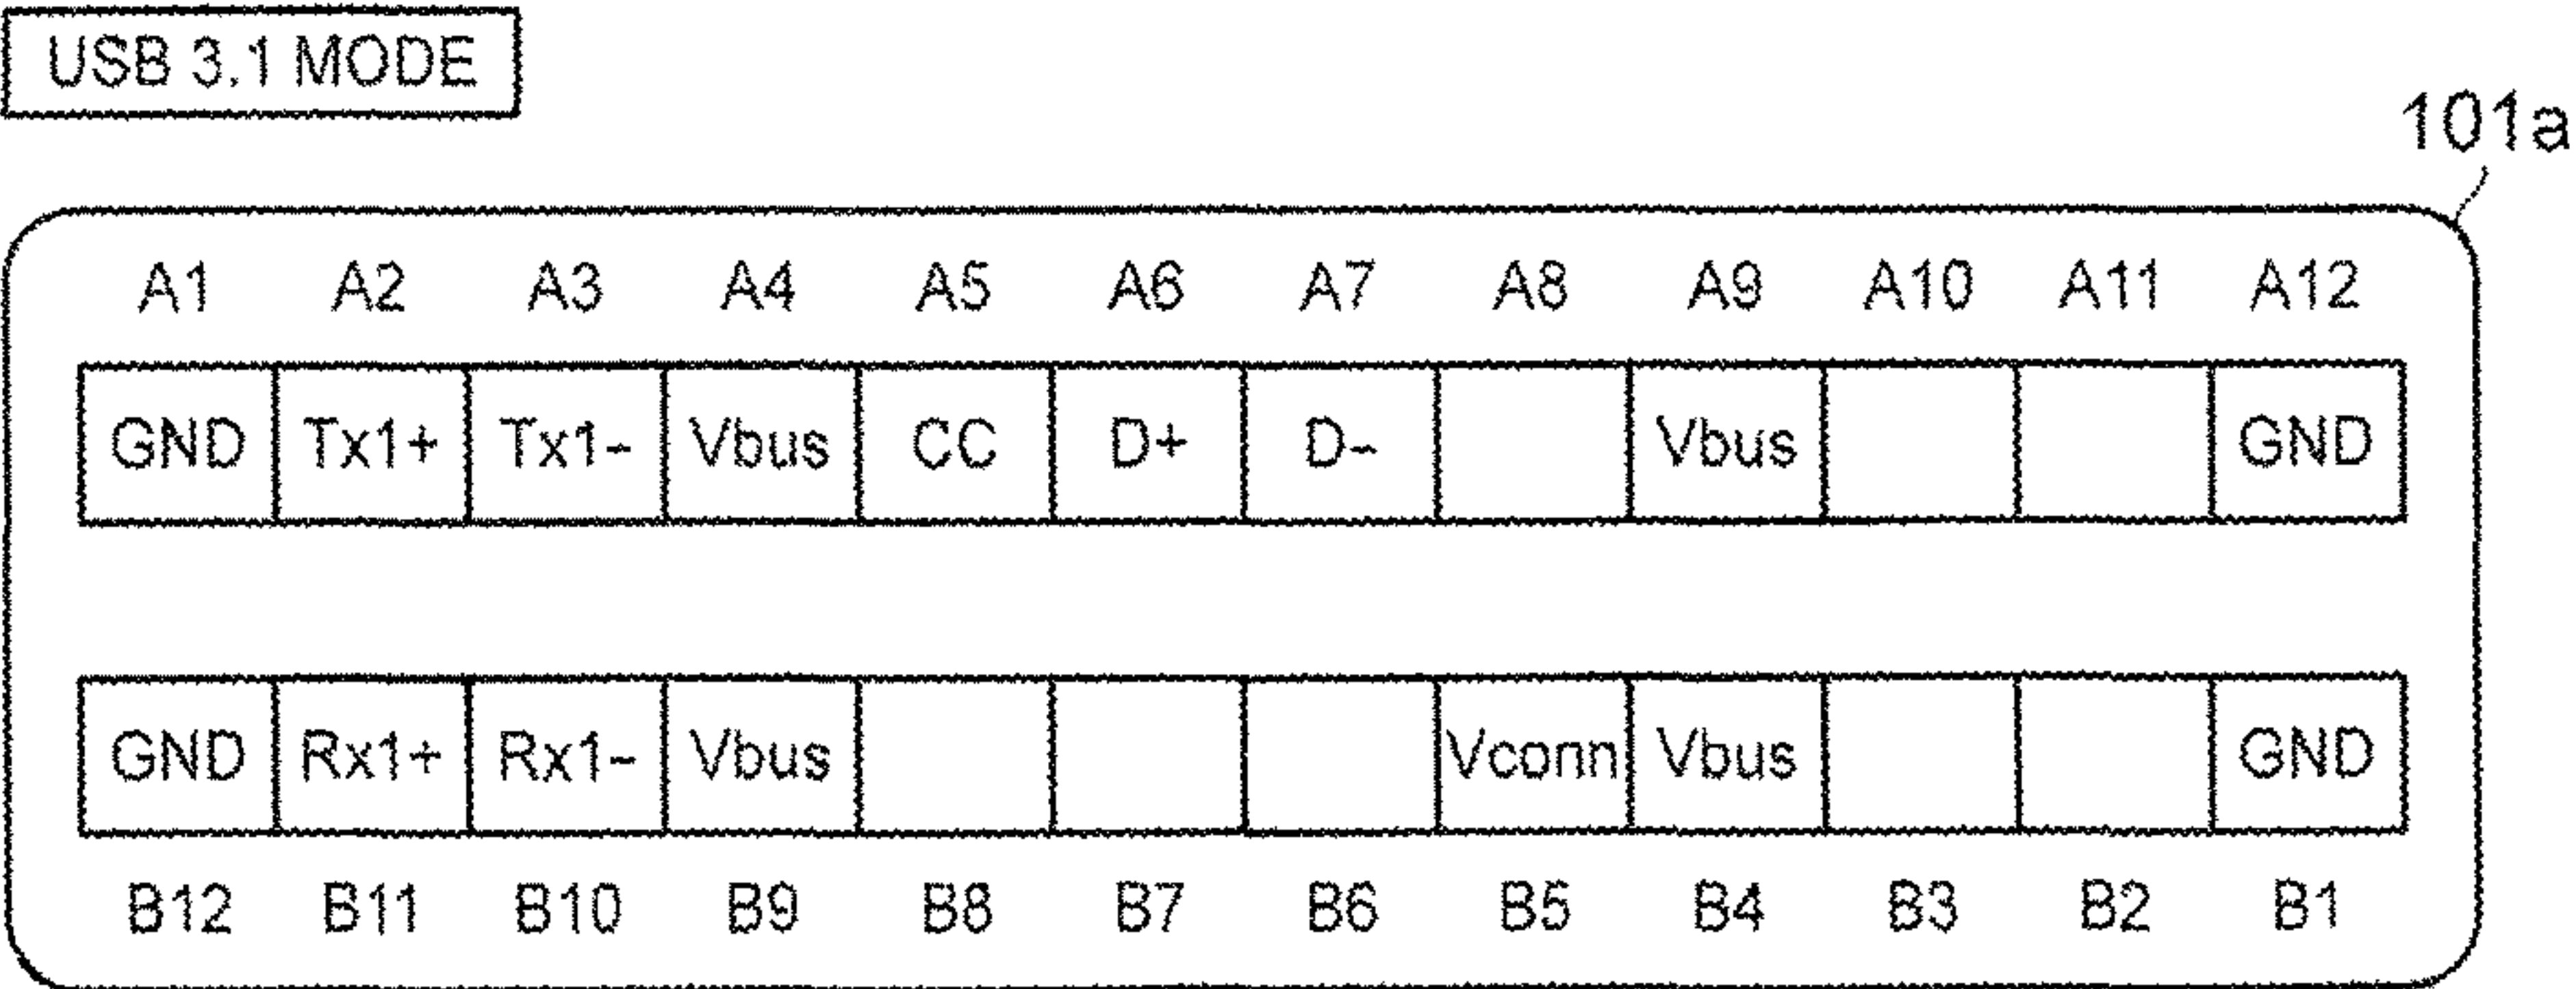 USB 3.1 MODE
101a
A1 A2 A3 A4 A5 A6 A7 A8 A9 A10 A11 A12
GND Tx1+ Tx1- Vbus CC D+ D- Vbus GND
GND Rx1+ Rx1- Vbus Vconn Vbus GND
B12 B11 B10 B9 B8 B7 B6 B5 B4 B3 B2 B1